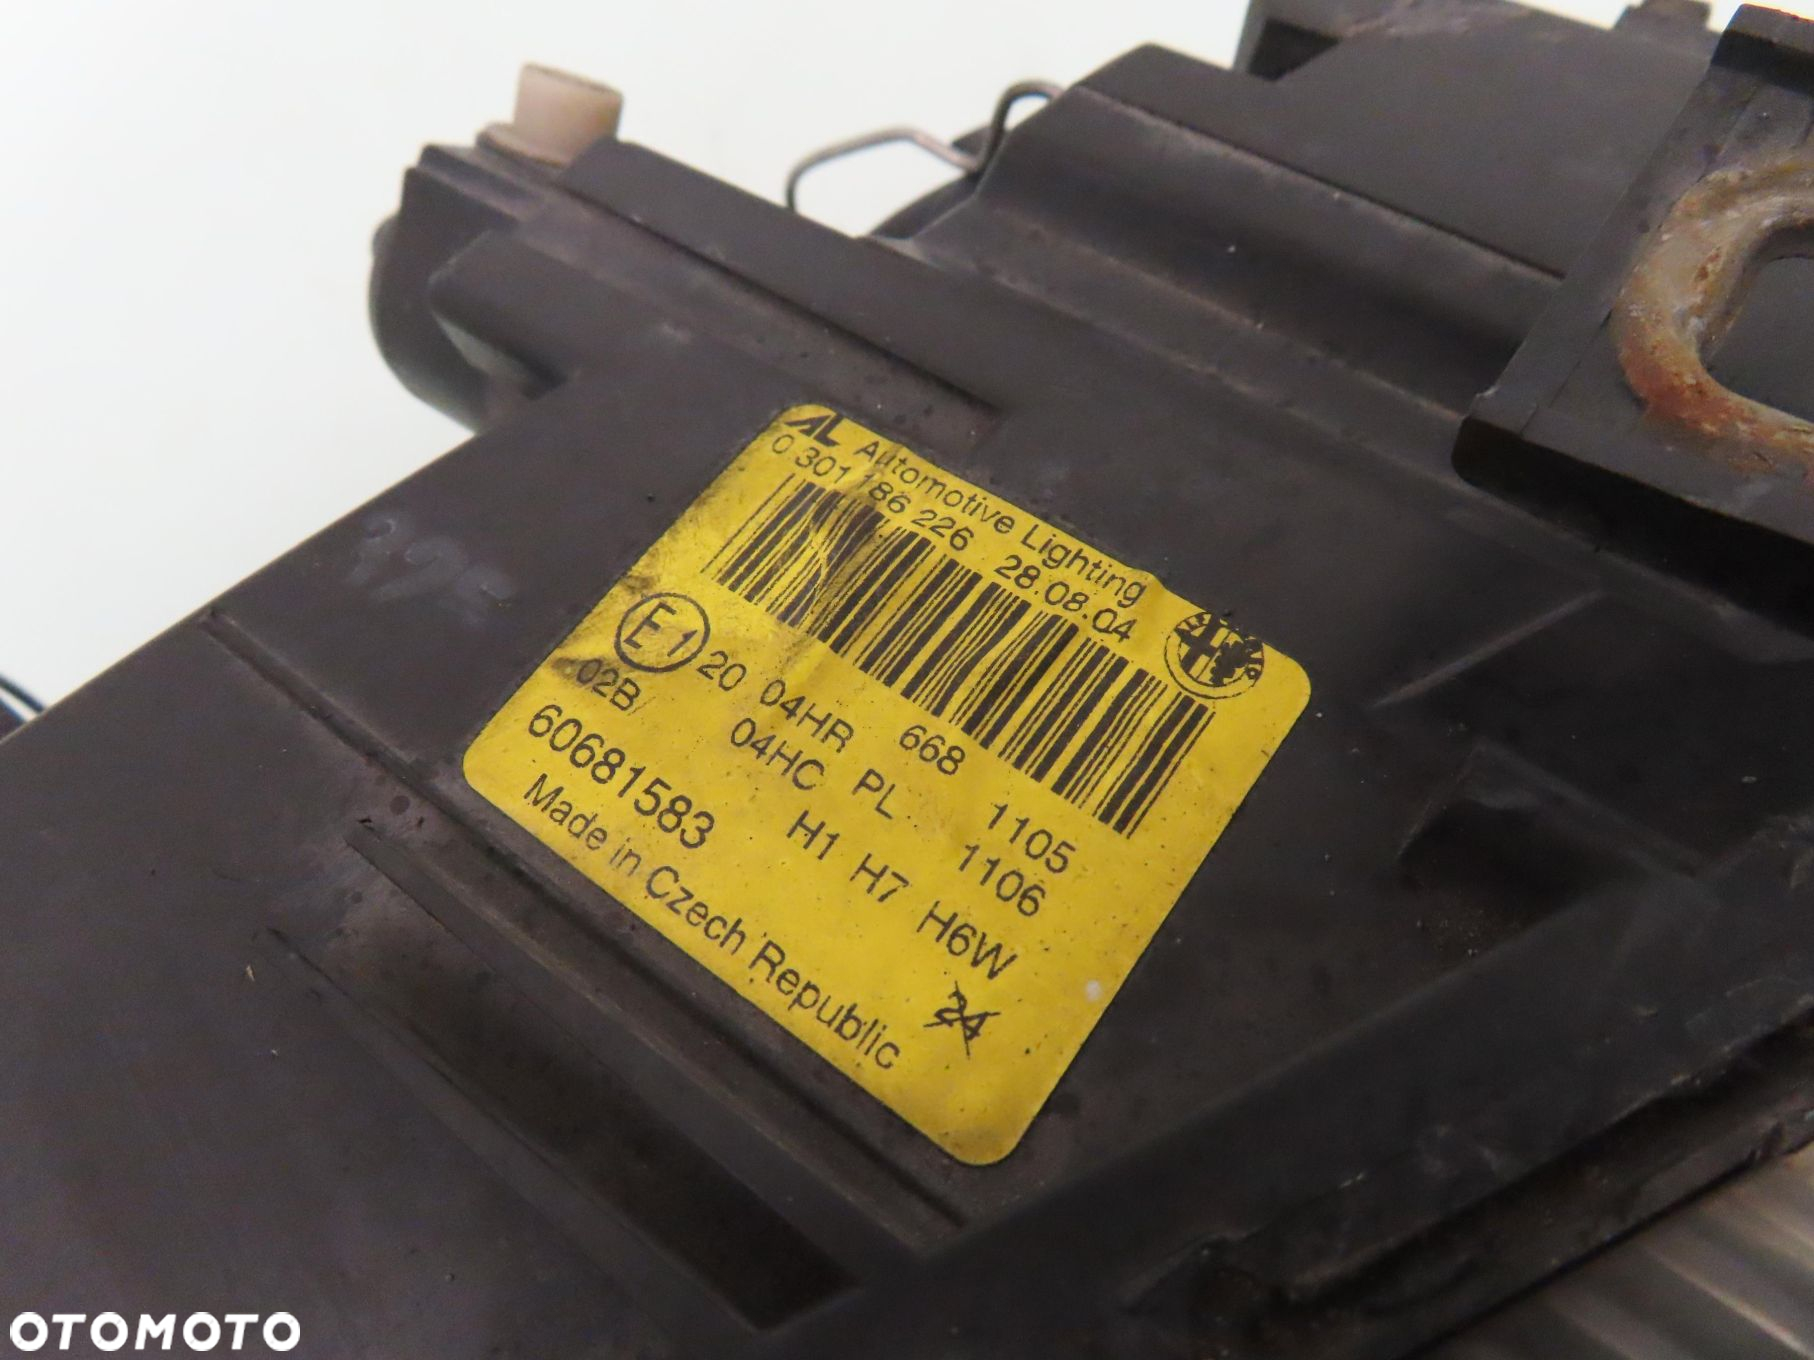 AL Automotive Lighting
0 301 186 226 28.08.04
E1 20 04HR 668 1105
02B 04HC PL 1106
60681583 H1 H7 H6W
Made in Czech Republic 24
OTOMOTO